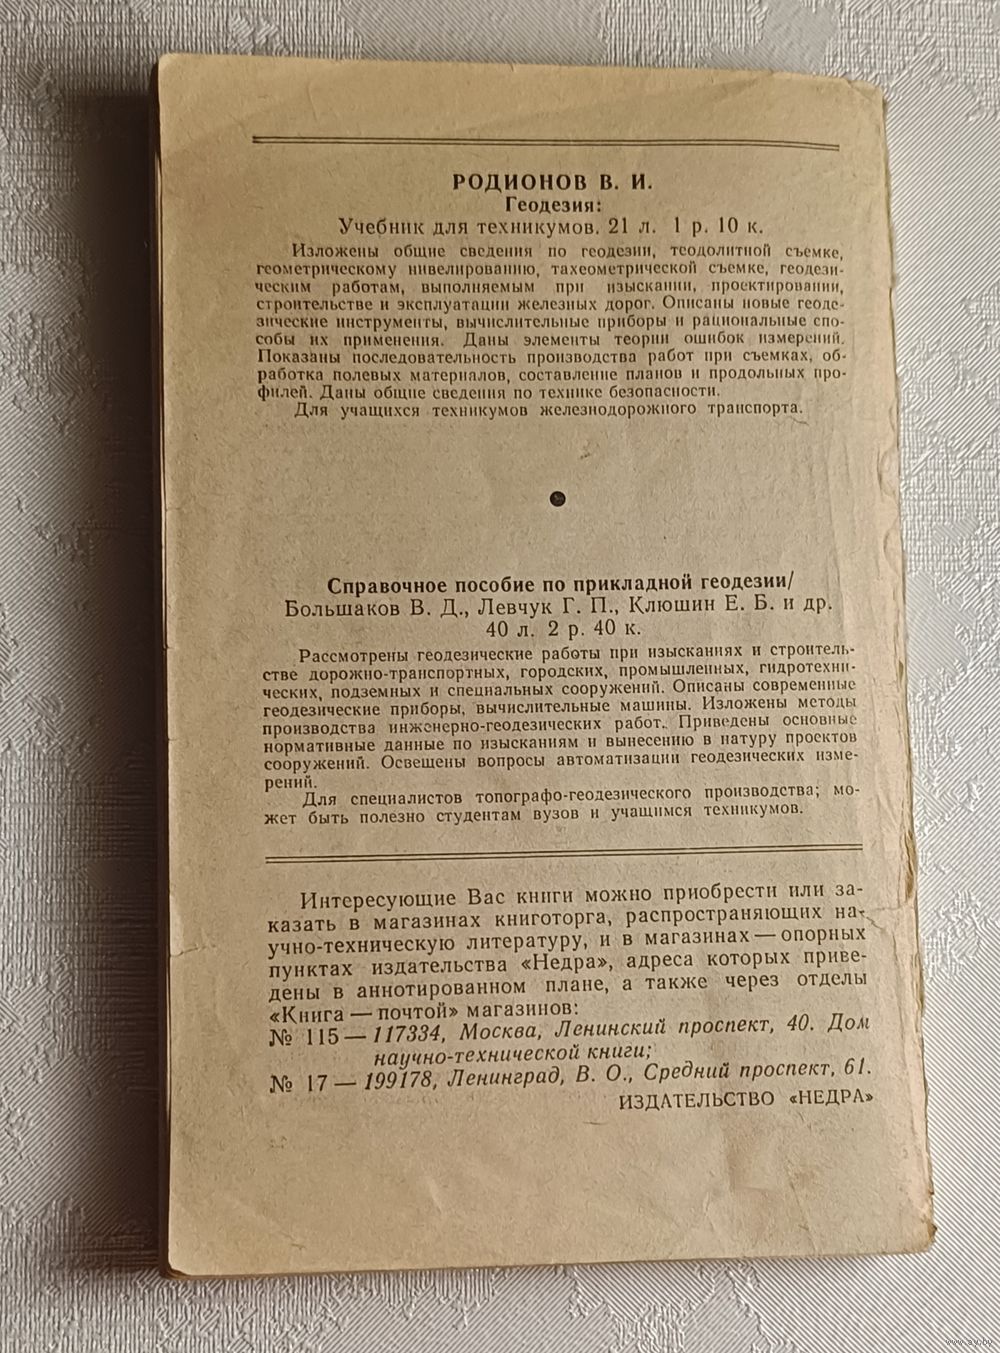 РОДИОНОВ В. И.
Геодезия:
Учебник для техникумов. 21 л. 1 р. 10 к.
Изложены общие сведения по геодезии, теодолитной съемке,
геометрическому нивелированию, тахеометрической съемке, геодези-
ческим работам, выполняемым при изыскании, проектировании,
строительстве и эксплуатации железных дорог. Описаны новые геоде-
зические инструменты, вычислительные приборы и рациональные спо-
собы их применения. Даны элементы теории ошибок измерений.
Показаны последовательность производства работ при съемках, об-
работка полевых материалов, составление планов и продольных про-
филей. Даны общие сведения по технике безопасности.
Для учащихся техникумов железнодорожного транспорта.
Справочное пособие по прикладной геодезии/
Большаков В. Д., Левчук Г. П., Клюшин Е. Б. и др.
40 л. 2 р. 40 к.
Рассмотрены геодезические работы при изысканиях и строитель-
стве дорожно-транспортных, городских, промышленных, гидротехни-
ческих, подземных и специальных сооружений. Описаны современные
геодезические приборы, вычислительные машины. Изложены методы
производства инженерно-геодезических работ. Приведены основные
нормативные данные по изысканиям и вынесению в натуру проектов
сооружений. Освещены вопросы автоматизации геодезических изме-
рений.
Для специалистов топографо-геодезического производства; мо-
жет быть полезно студентам вузов и учащимся техникумов.
Интересующие Вас книги можно приобрести или за-
казать в магазинах книготорга, распространяющих на-
учно-техническую литературу, и в магазинах — опорных
пунктах издательства «Недра», адреса которых приве-
дены в аннотированном плане, а также через отделы
«Книга — почтой» магазинов:
№ 115 — 117334, Москва, Ленинский проспект, 40. Дом
научно-технической книги;
№ 17 — 199178, Ленинград, В. О., Средний проспект, 61.
ИЗДАТЕЛЬСТВО «НЕДРА»
www.ay.by